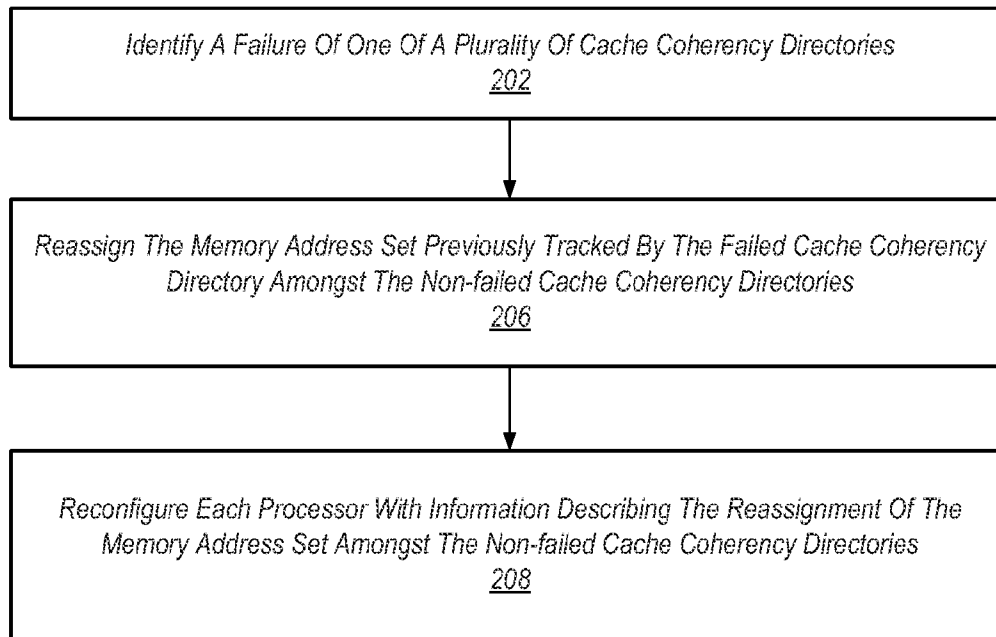 Identify A Failure Of One Of A Plurality Of Cache Coherency Directories
202
Reassign The Memory Address Set Previously Tracked By The Failed Cache Coherency
Directory Amongst The Non-failed Cache Coherency Directories
206
Reconfigure Each Processor With Information Describing The Reassignment Of The
Memory Address Set Amongst The Non-failed Cache Coherency Directories
208